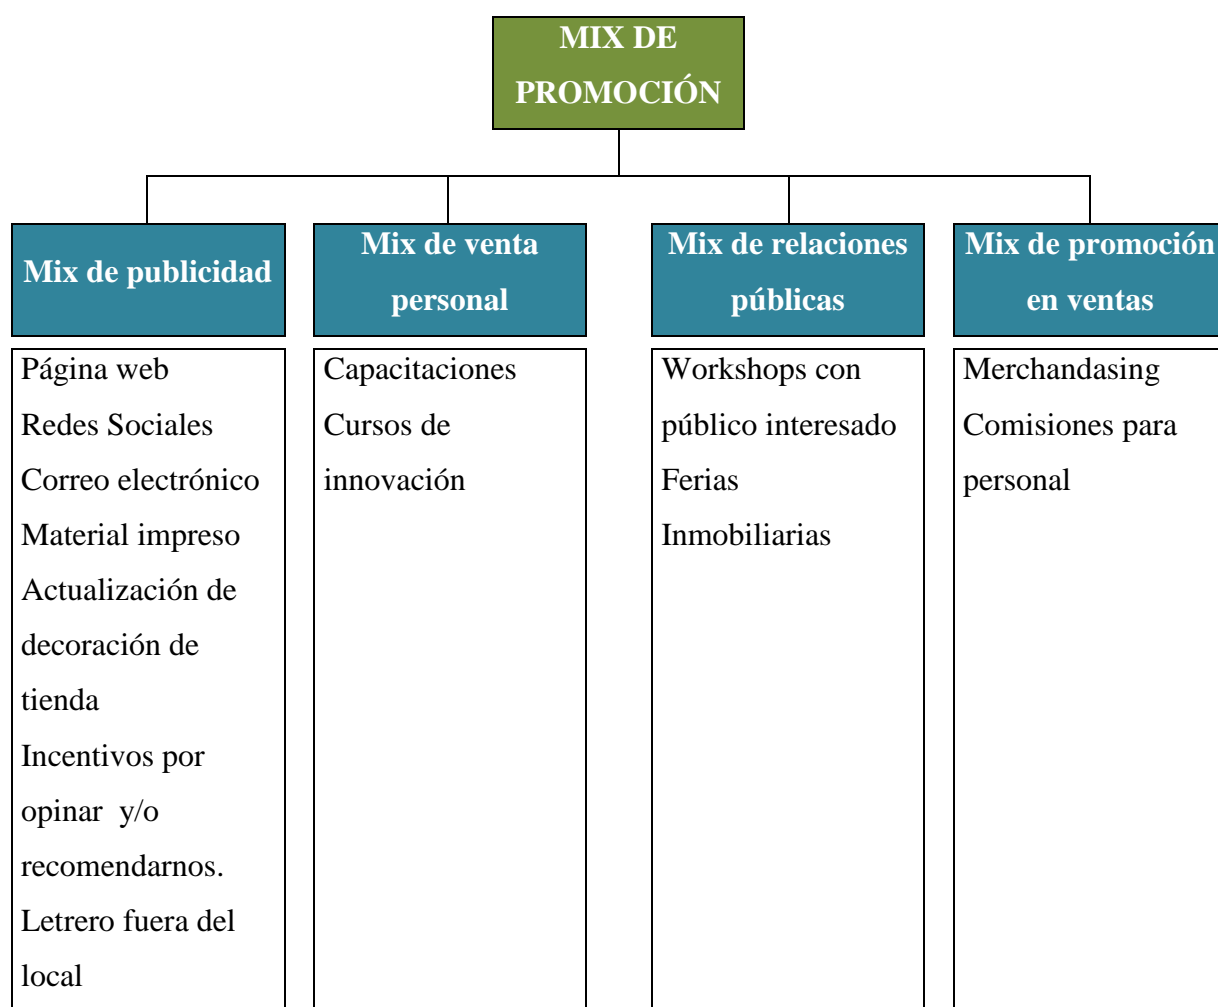 MIX DE
PROMOCIÓN
Mix de publicidad
Página web
Redes Sociales
Correo electrónico
Material impreso
Actualización de
decoración de
tienda
Incentivos por
opinar  y/o
recomendarnos.
Letrero fuera del
local
Mix de venta
personal
Capacitaciones
Cursos de
innovación
Mix de relaciones
públicas
Workshops con
público interesado
Ferias
Inmobiliarias
Mix de promoción
en ventas
Merchandasing
Comisiones para
personal